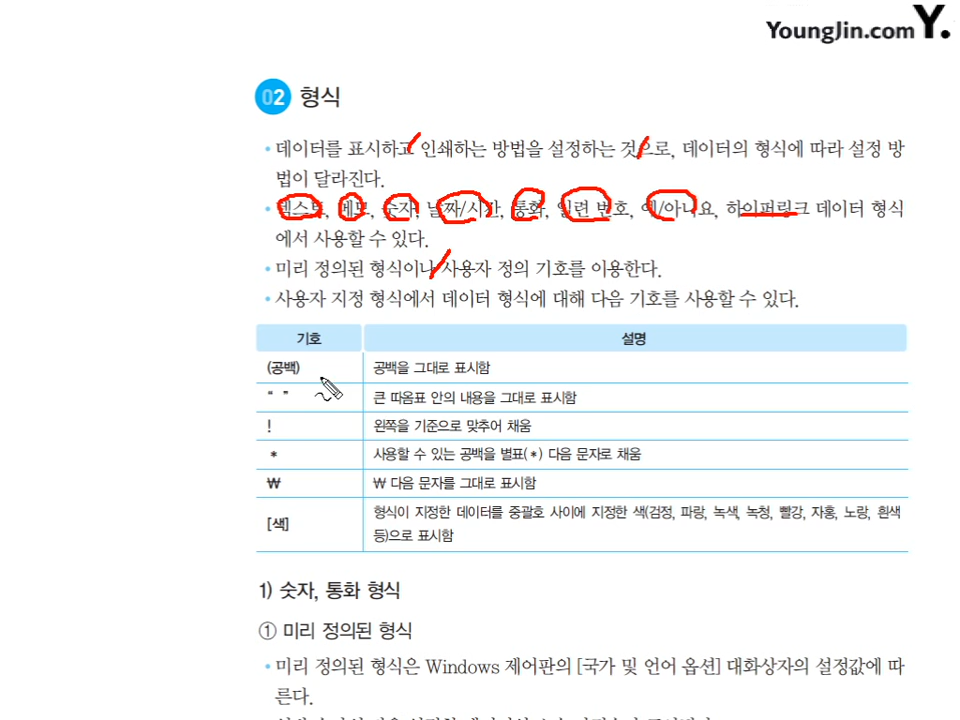 YoungJin.com Y.
02 형식
• 데이터를 표시하고 인쇄하는 방법을 설정하는 것으로, 데이터의 형식에 따라 설정 방
법이 달라진다.
• 텍스트, 메모, 숫자, 날짜/시간, 통화, 일련 번호, 예/아니요, 하이퍼링크 데이터 형식
에서 사용할 수 있다.
• 미리 정의된 형식이나 사용자 정의 기호를 이용한다.
• 사용자 지정 형식에서 데이터 형식에 대해 다음 기호를 사용할 수 있다.
기호 설명
(공백) 공백을 그대로 표시함
“ ” 큰 따옴표 안의 내용을 그대로 표시함
! 왼쪽을 기준으로 맞추어 채움
* 사용할 수 있는 공백을 별표(*) 다음 문자로 채움
₩ ₩ 다음 문자를 그대로 표시함
[색] 형식이 지정한 데이터를 중괄호 사이에 지정한 색(검정, 파랑, 녹색, 녹청, 빨강, 자홍, 노랑, 흰색
등)으로 표시함
1) 숫자, 통화 형식
① 미리 정의된 형식
• 미리 정의된 형식은 Windows 제어판의 [국가 및 언어 옵션] 대화상자의 설정값에 따
른다.